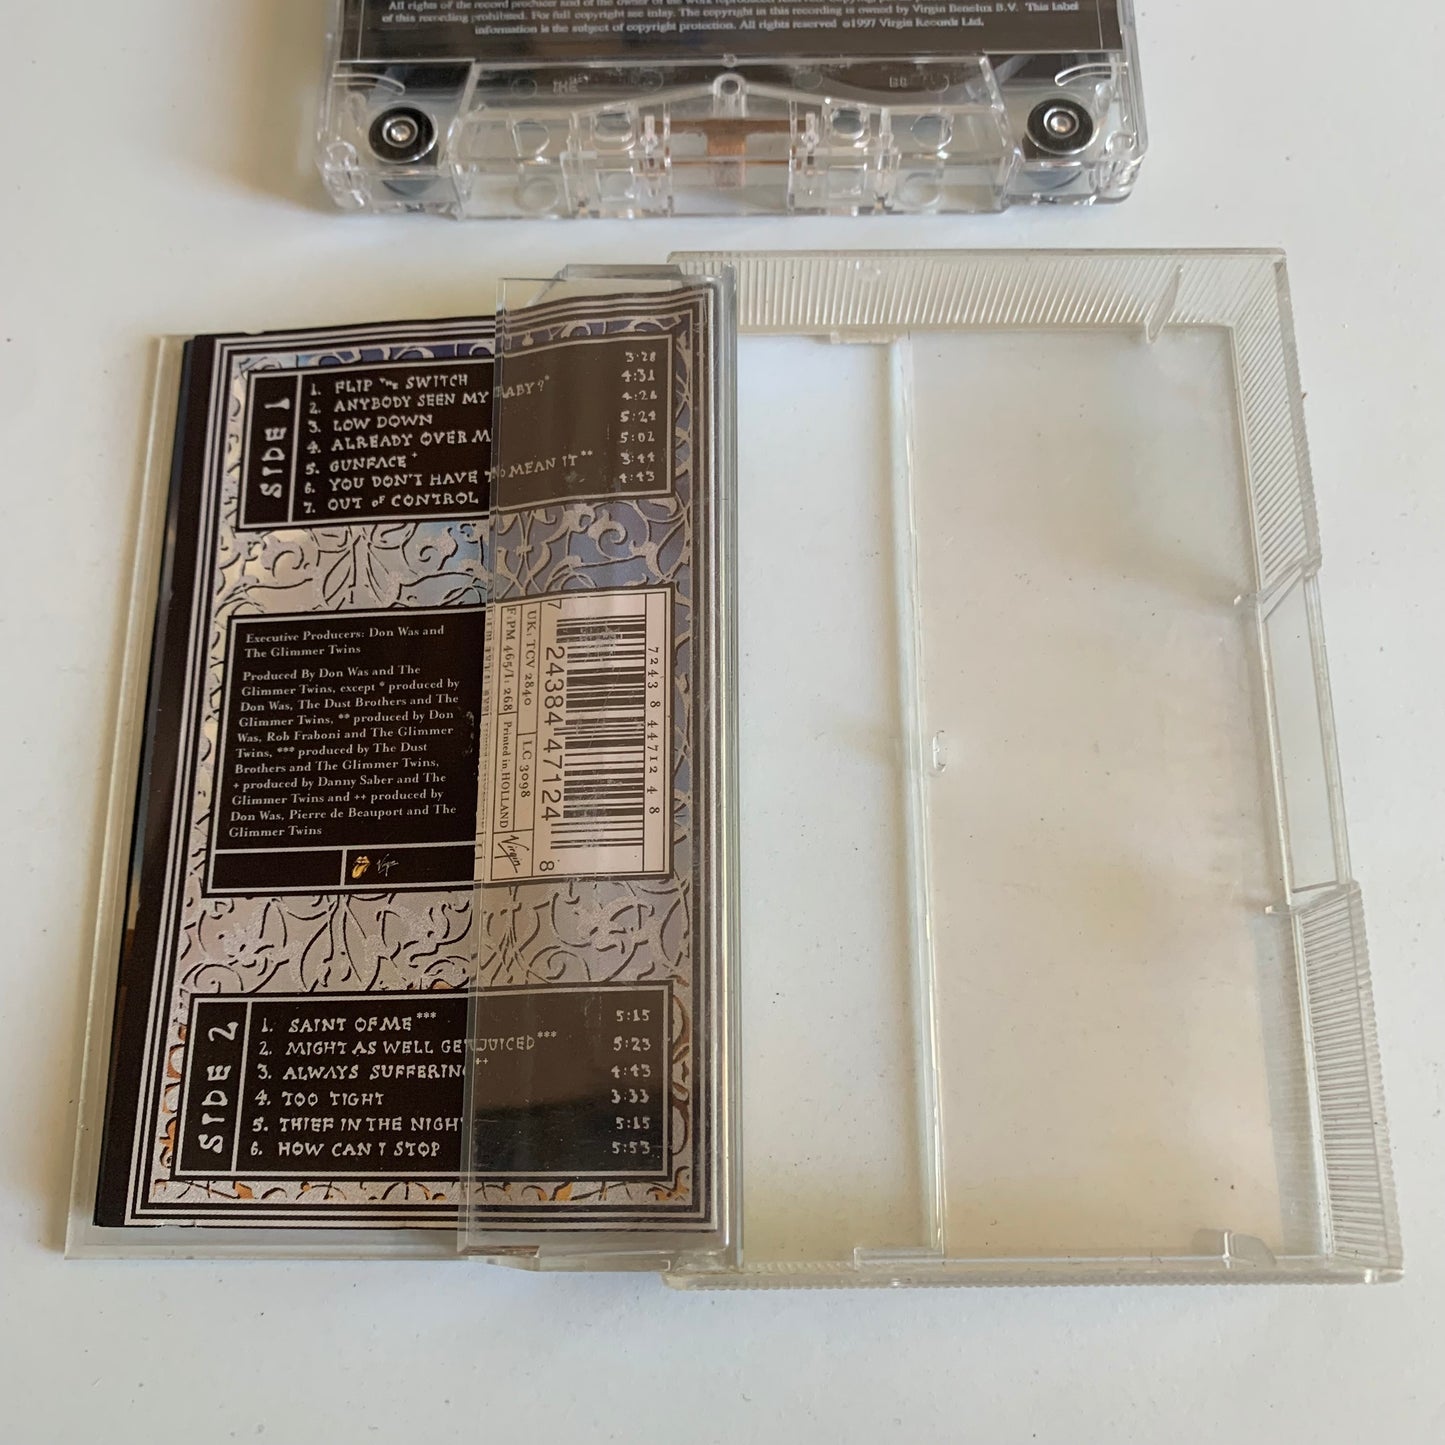 All rights of the record producer and of the owner of the work reproduced reserved.
of this recording prohibited. For full copyright see inlay. The copyright in this recording is owned by Virgin Benelux B.V. This label
information is the subject of copyright protection. All rights reserved ©1997 Virgin Records Ltd.
SIDE 1
1. FLIP THE SWITCH 3:28
2. ANYBODY SEEN MY BABY?* 4:31
3. LOW DOWN 4:26
4. ALREADY OVER M 5:24
5. GUNFACE+ 5:02
6. YOU DON'T HAVE TO MEAN IT** 3:44
7. OUT OF CONTROL 4:43
Executive Producers: Don Was and
The Glimmer Twins
Produced By Don Was and The
Glimmer Twins, except * produced by
Don Was, The Dust Brothers and The
Glimmer Twins, ** produced by Don
Was, Rob Fraboni and The Glimmer
Twins, *** produced by The Dust
Brothers and The Glimmer Twins,
+ produced by Danny Saber and The
Glimmer Twins and ++ produced by
Don Was, Pierre de Beauport and The
Glimmer Twins
Virgin
F:PM 465/I: 268 Printed in HOLLAND
UK: TCV 2840 LC 3098
Virgin
7 24384 47124 8
7243 8 44712 4 8
SIDE 2
1. SAINT OF ME*** 5:15
2. MIGHT AS WELL GET JUICED*** 5:23
3. ALWAYS SUFFERING++ 4:43
4. TOO TIGHT 3:33
5. THIEF IN THE NIGHT 5:15
6. HOW CAN I STOP 5:53